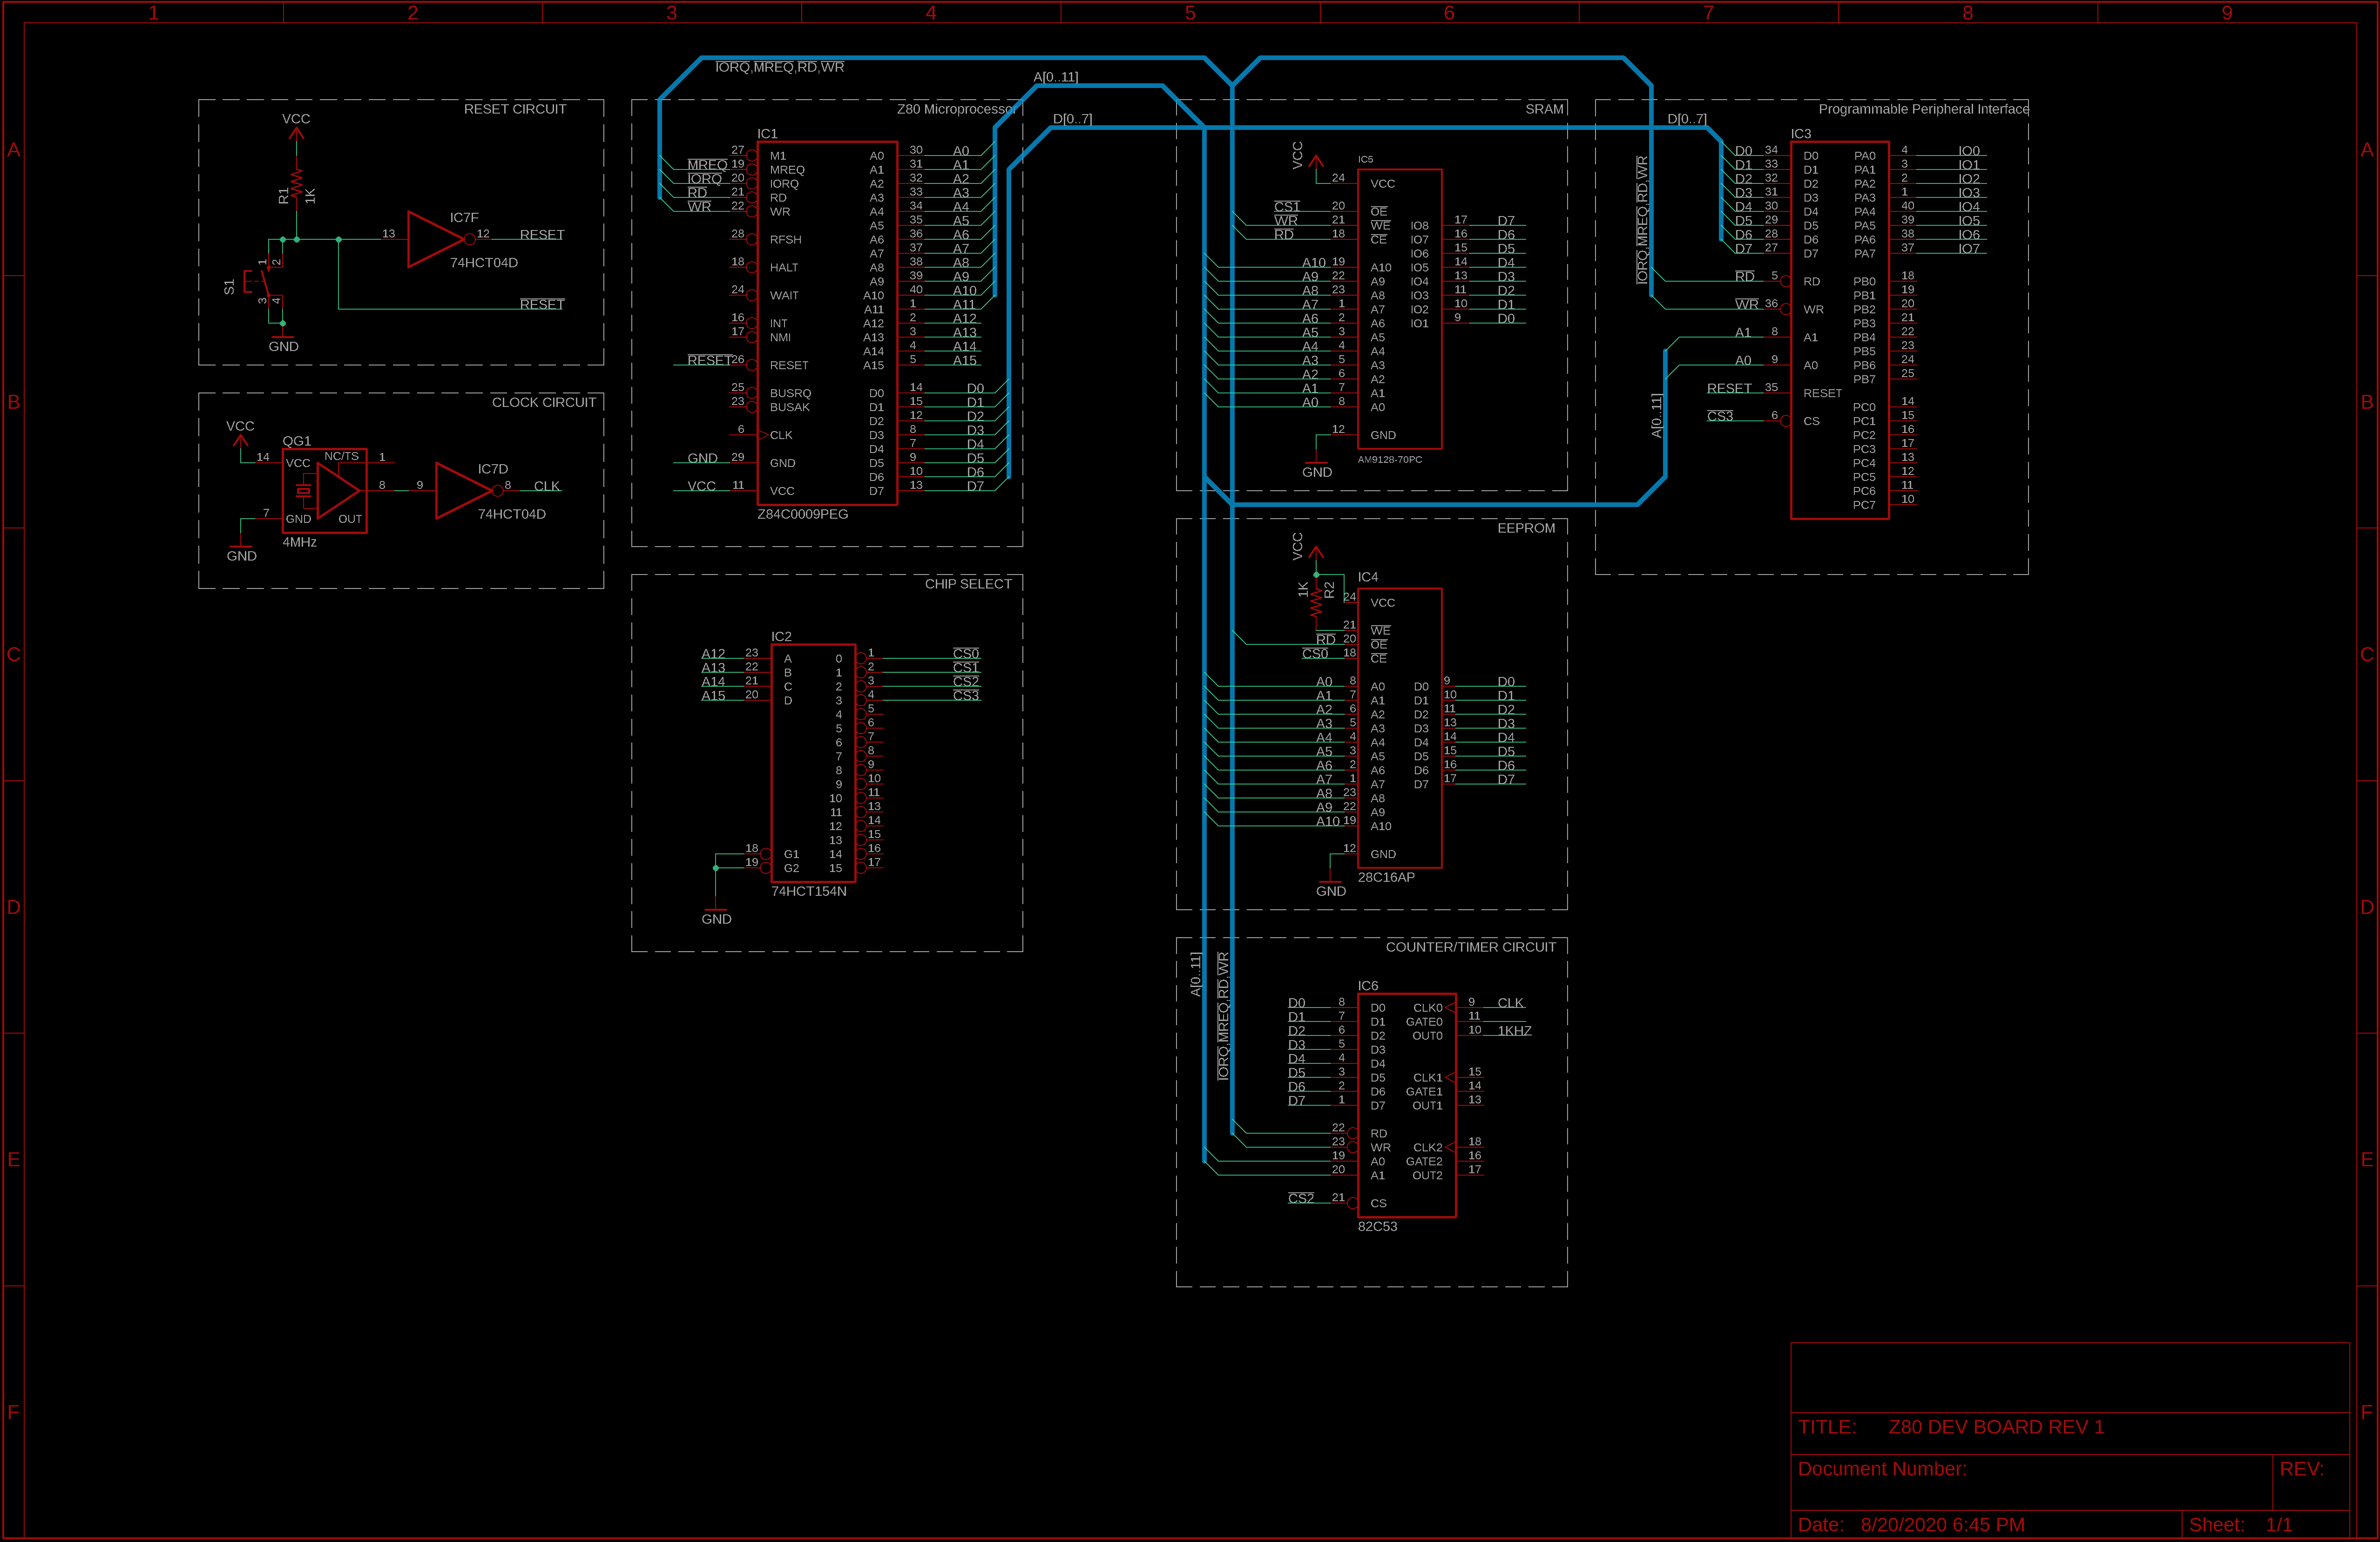 1 2 3 4 5 6 7 8 9
A B C D E F
A B C D E F
RESET CIRCUIT
VCC
R1
1K
IC7F
13 12 RESET
74HCT04D
S1
1 2
3 4
RESET
GND
CLOCK CIRCUIT
VCC
QG1
14 VCC NC/TS 1
IC7D
8 9 8 CLK
74HCT04D
7 GND OUT
4MHz
GND
IORQ,MREQ,RD,WR
Z80 Microprocessor
IC1
27 M1 A0 30 A0
MREQ 19 MREQ A1 31 A1
IORQ 20 IORQ A2 32 A2
RD 21 RD A3 33 A3
WR 22 WR A4 34 A4
A5 35 A5
28 RFSH A6 36 A6
A7 37 A7
18 HALT A8 38 A8
A9 39 A9
24 WAIT A10 40 A10
A11 1 A11
16 INT A12 2 A12
17 NMI A13 3 A13
A14 4 A14
RESET 26 RESET A15 5 A15
25 BUSRQ D0 14 D0
23 BUSAK D1 15 D1
D2 12 D2
6 CLK D3 8 D3
D4 7 D4
GND 29 GND D5 9 D5
D6 10 D6
VCC 11 VCC D7 13 D7
Z84C0009PEG
CHIP SELECT
IC2
A12 23 A 0 1 CS0
A13 22 B 1 2 CS1
A14 21 C 2 3 CS2
A15 20 D 3 4 CS3
4 5
5 6
6 7
7 8
8 9
9 10
10 11
11 13
12 14
13 15
18 G1 14 16
19 G2 15 17
74HCT154N
GND
A[0..11]
D[0..7]
SRAM
VCC
IC5
24 VCC
CS1 20 OE
WR 21 WE IO8 17 D7
RD 18 CE IO7 16 D6
IO6 15 D5
A10 19 A10 IO5 14 D4
A9 22 A9 IO4 13 D3
A8 23 A8 IO3 11 D2
A7 1 A7 IO2 10 D1
A6 2 A6 IO1 9 D0
A5 3 A5
A4 4 A4
A3 5 A3
A2 6 A2
A1 7 A1
A0 8 A0
12 GND
AM9128-70PC
GND
EEPROM
VCC
1K
R2
IC4
24 VCC
21 WE
RD 20 OE
CS0 18 CE
A0 8 A0 D0 9 D0
A1 7 A1 D1 10 D1
A2 6 A2 D2 11 D2
A3 5 A3 D3 13 D3
A4 4 A4 D4 14 D4
A5 3 A5 D5 15 D5
A6 2 A6 D6 16 D6
A7 1 A7 D7 17 D7
A8 23 A8
A9 22 A9
A10 19 A10
12 GND
28C16AP
GND
COUNTER/TIMER CIRCUIT
A[0..11]
IORQ,MREQ,RD,WR
IC6
D0 8 D0 CLK0 9 CLK
D1 7 D1 GATE0 11
D2 6 D2 OUT0 10 1KHZ
D3 5 D3
D4 4 D4
D5 3 D5 CLK1 15
D6 2 D6 GATE1 14
D7 1 D7 OUT1 13
22 RD
23 WR CLK2 18
19 A0 GATE2 16
20 A1 OUT2 17
CS2 21 CS
82C53
Programmable Peripheral Interface
D[0..7]
IORQ,MREQ,RD,WR
A[0..11]
IC3
D0 34 D0 PA0 4 IO0
D1 33 D1 PA1 3 IO1
D2 32 D2 PA2 2 IO2
D3 31 D3 PA3 1 IO3
D4 30 D4 PA4 40 IO4
D5 29 D5 PA5 39 IO5
D6 28 D6 PA6 38 IO6
D7 27 D7 PA7 37 IO7
RD 5 RD PB0 18
PB1 19
WR 36 WR PB2 20
PB3 21
A1 8 A1 PB4 22
PB5 23
A0 9 A0 PB6 24
PB7 25
RESET 35 RESET
PC0 14
CS3 6 CS PC1 15
PC2 16
PC3 17
PC4 13
PC5 12
PC6 11
PC7 10
TITLE: Z80 DEV BOARD REV 1
Document Number: REV:
Date: 8/20/2020 6:45 PM Sheet: 1/1